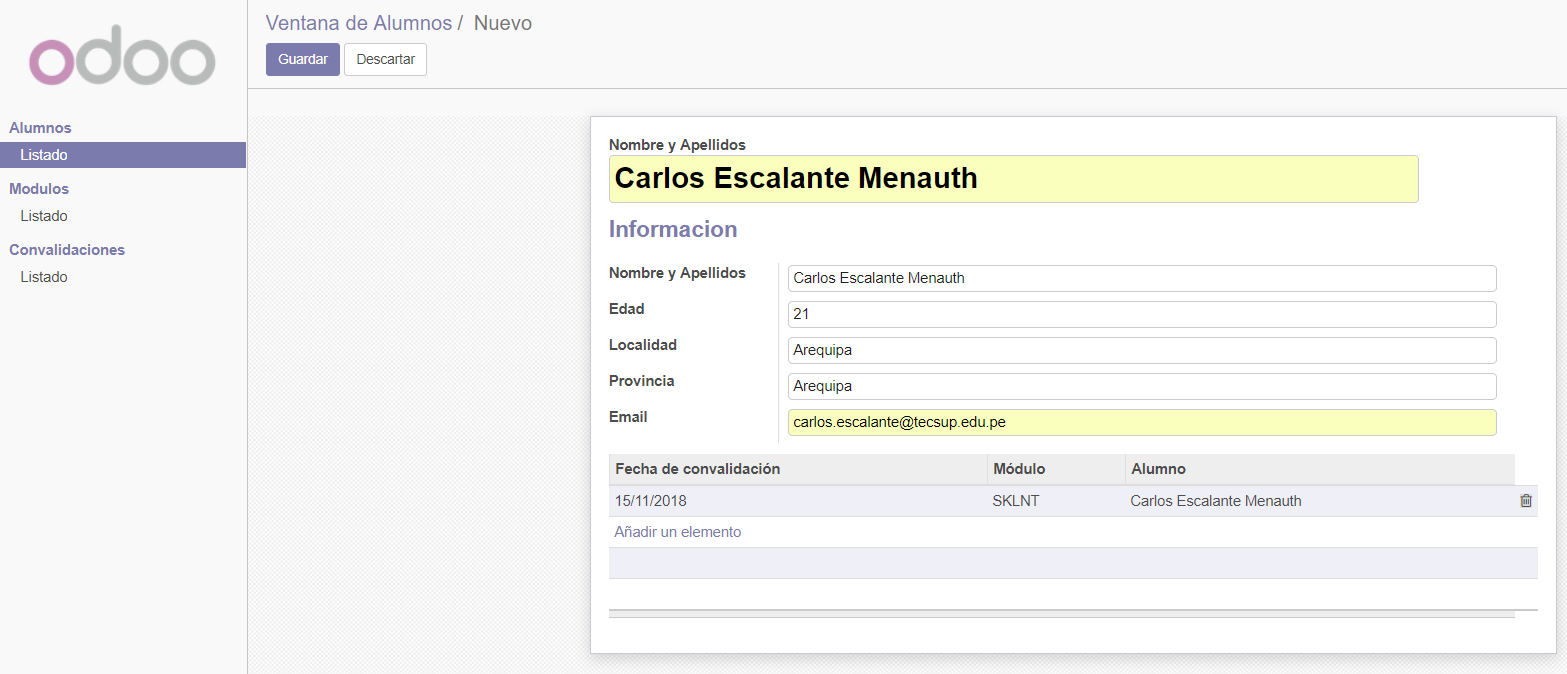 odoo
Alumnos
Listado
Modulos
Listado
Convalidaciones
Listado
Ventana de Alumnos / Nuevo
Guardar Descartar
Nombre y Apellidos
Carlos Escalante Menauth
Informacion
Nombre y Apellidos Carlos Escalante Menauth
Edad 21
Localidad Arequipa
Provincia Arequipa
Email carlos.escalante@tecsup.edu.pe
Fecha de convalidación Módulo Alumno
15/11/2018 SKLNT Carlos Escalante Menauth
Añadir un elemento